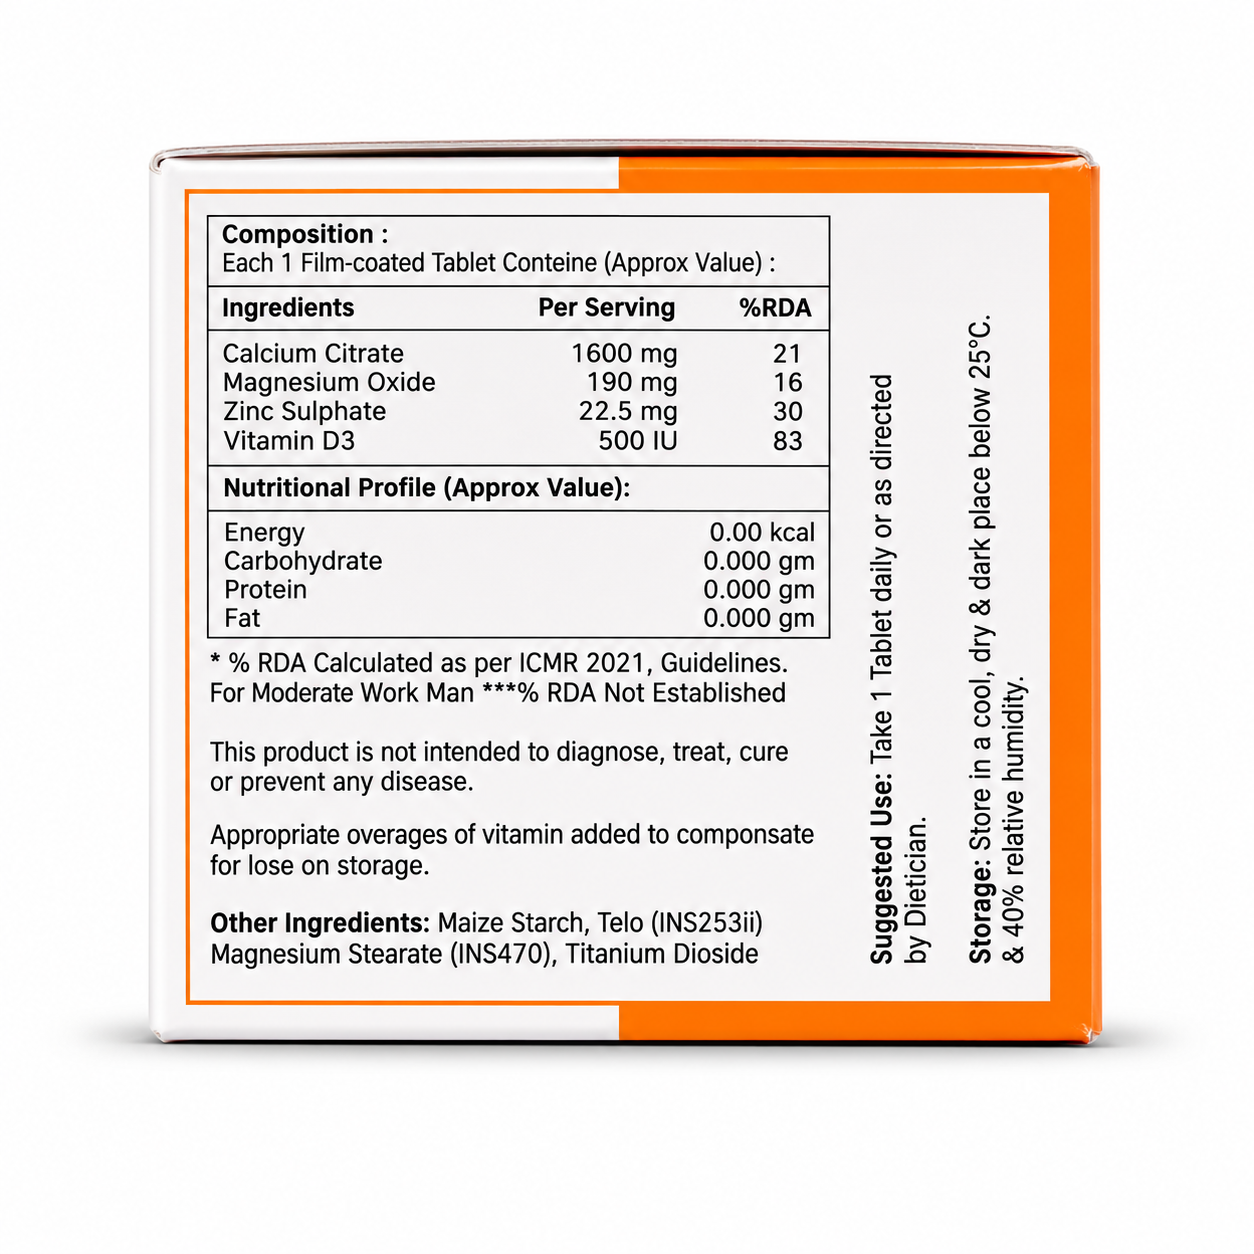 Composition :
Each 1 Film-coated Tablet Conteine (Approx Value) :
Ingredients Per Serving %RDA
Calcium Citrate 1600 mg 21
Magnesium Oxide 190 mg 16
Zinc Sulphate 22.5 mg 30
Vitamin D3 500 IU 83
Nutritional Profile (Approx Value):
Energy 0.00 kcal
Carbohydrate 0.000 gm
Protein 0.000 gm
Fat 0.000 gm
* % RDA Calculated as per ICMR 2021, Guidelines.
For Moderate Work Man ***% RDA Not Established
This product is not intended to diagnose, treat, cure
or prevent any disease.
Appropriate overages of vitamin added to componsate
for lose on storage.
Other Ingredients: Maize Starch, Telo (INS253ii)
Magnesium Stearate (INS470), Titanium Dioside
Suggested Use: Take 1 Tablet daily or as directed
by Dietician.
Storage: Store in a cool, dry & dark place below 25°C.
& 40% relative humidity.